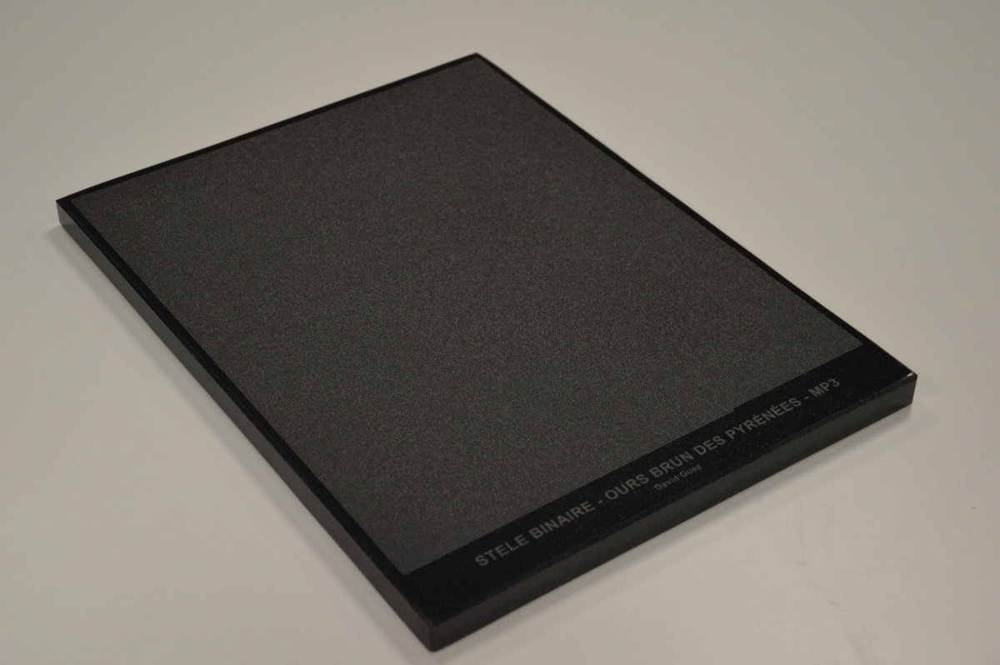 STELE BINAIRE - OURS BRUN DES PYRÉNÉES - MP3
David Guez